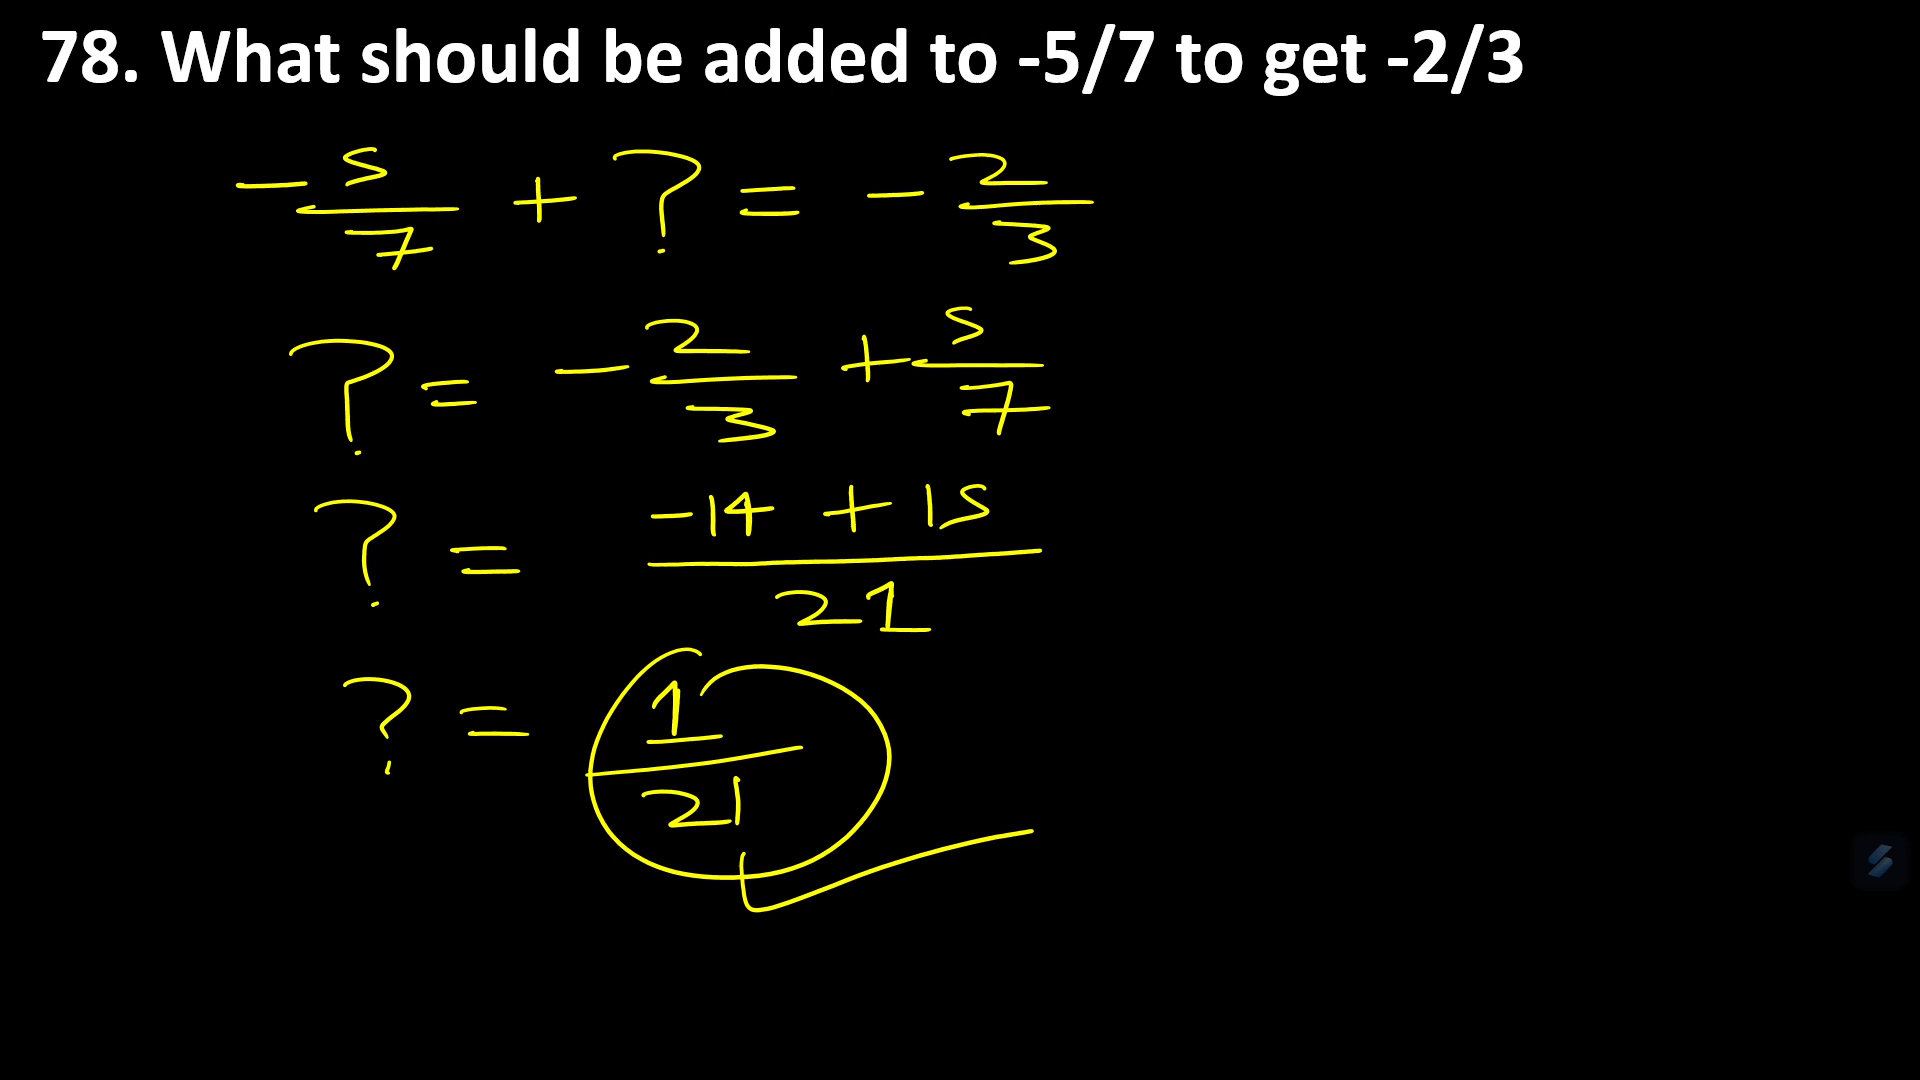 78. What should be added to -5/7 to get -2/3
-5/7 + ? = -2/3
? = -2/3 + 5/7
? = -14 + 15 / 21
? = 1/21